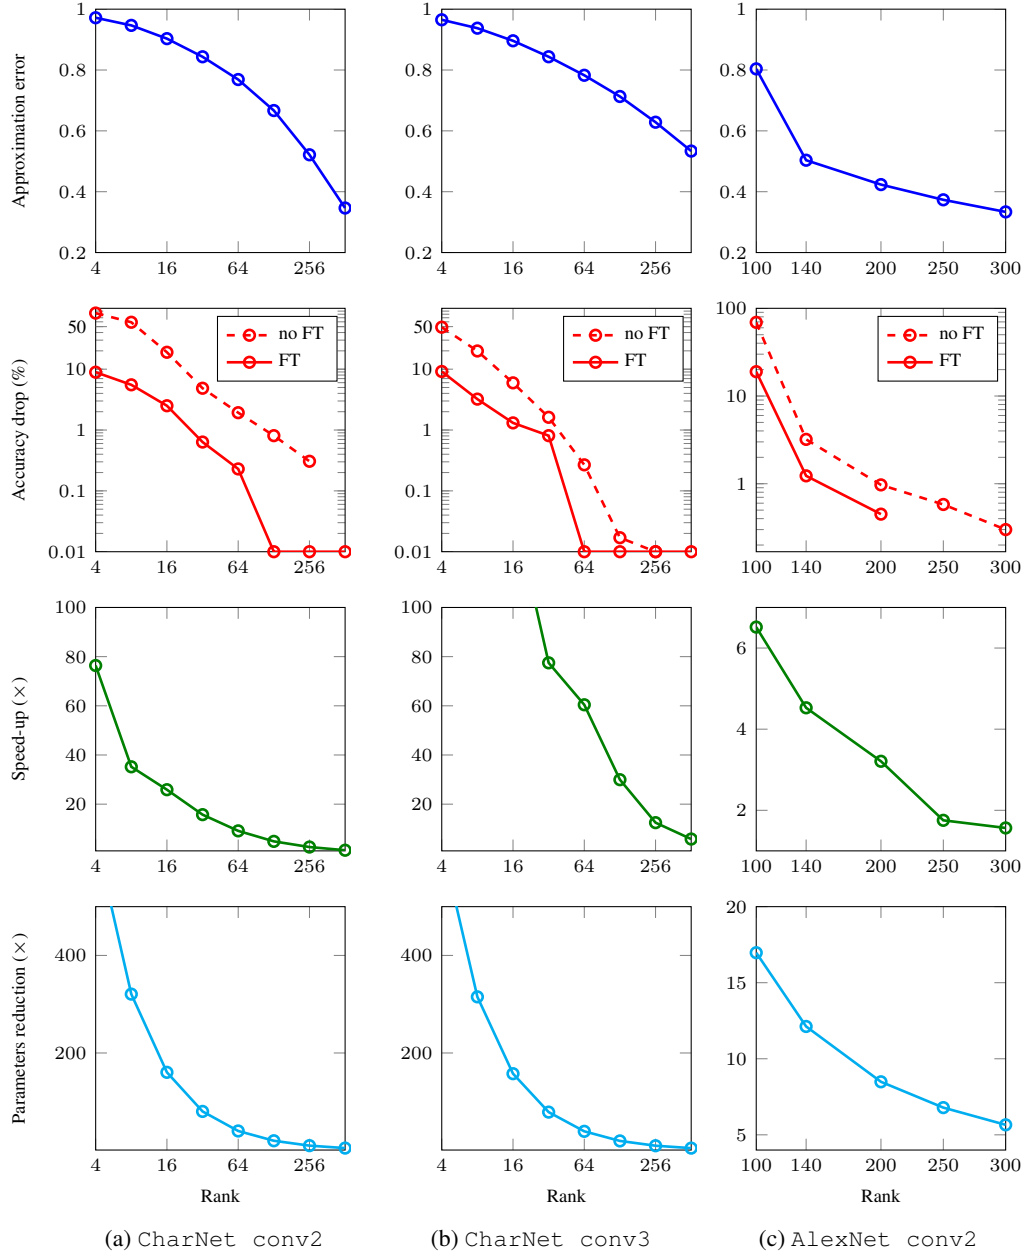 Approximation error
1
0.8
0.6
0.4
0.2
4 16 64 256
1
0.8
0.6
0.4
0.2
4 16 64 256
1
0.8
0.6
0.4
0.2
100 140 200 250 300
Accuracy drop (%)
50
10
1
0.1
0.01
4 16 64 256
no FT
FT
50
10
1
0.1
0.01
4 16 64 256
no FT
FT
100
10
1
100 140 200 250 300
no FT
FT
Speed-up (×)
100
80
60
40
20
4 16 64 256
100
80
60
40
20
4 16 64 256
6
4
2
100 140 200 250 300
Parameters reduction (×)
400
200
4 16 64 256
Rank
400
200
4 16 64 256
Rank
20
15
10
5
100 140 200 250 300
Rank
(a) CharNet conv2
(b) CharNet conv3
(c) AlexNet conv2